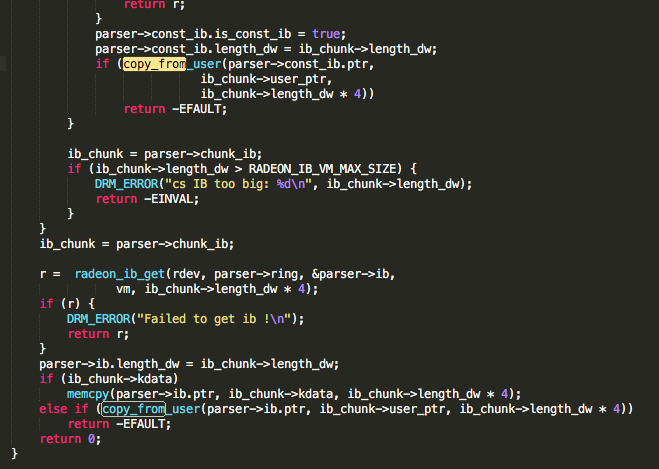 return r;
}
parser->const_ib.is_const_ib = true;
parser->const_ib.length_dw = ib_chunk->length_dw;
if (copy_from_user(parser->const_ib.ptr,
ib_chunk->user_ptr,
ib_chunk->length_dw * 4))
return -EFAULT;
}
ib_chunk = parser->chunk_ib;
if (ib_chunk->length_dw > RADEON_IB_VM_MAX_SIZE) {
DRM_ERROR("cs IB too big: %d\n", ib_chunk->length_dw);
return -EINVAL;
}
}
ib_chunk = parser->chunk_ib;
r =  radeon_ib_get(rdev, parser->ring, &parser->ib,
vm, ib_chunk->length_dw * 4);
if (r) {
DRM_ERROR("Failed to get ib !\n");
return r;
}
parser->ib.length_dw = ib_chunk->length_dw;
if (ib_chunk->kdata)
memcpy(parser->ib.ptr, ib_chunk->kdata, ib_chunk->length_dw * 4);
else if (copy_from_user(parser->ib.ptr, ib_chunk->user_ptr, ib_chunk->length_dw * 4))
return -EFAULT;
return 0;
}